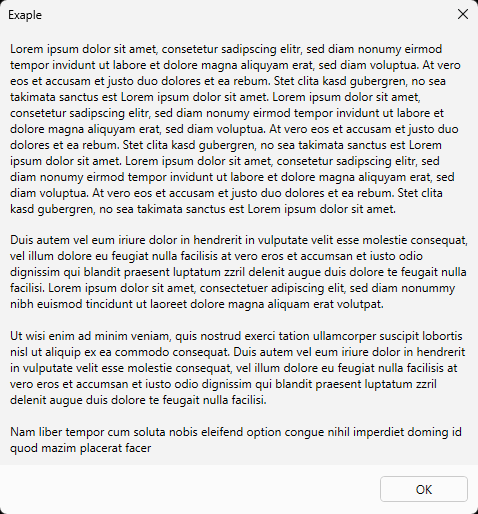 Exaple
Lorem ipsum dolor sit amet, consetetur sadipscing elitr, sed diam nonumy eirmod
tempor invidunt ut labore et dolore magna aliquyam erat, sed diam voluptua. At vero
eos et accusam et justo duo dolores et ea rebum. Stet clita kasd gubergren, no sea
takimata sanctus est Lorem ipsum dolor sit amet. Lorem ipsum dolor sit amet,
consetetur sadipscing elitr, sed diam nonumy eirmod tempor invidunt ut labore et
dolore magna aliquyam erat, sed diam voluptua. At vero eos et accusam et justo duo
dolores et ea rebum. Stet clita kasd gubergren, no sea takimata sanctus est Lorem
ipsum dolor sit amet. Lorem ipsum dolor sit amet, consetetur sadipscing elitr, sed
diam nonumy eirmod tempor invidunt ut labore et dolore magna aliquyam erat, sed
diam voluptua. At vero eos et accusam et justo duo dolores et ea rebum. Stet clita
kasd gubergren, no sea takimata sanctus est Lorem ipsum dolor sit amet.
Duis autem vel eum iriure dolor in hendrerit in vulputate velit esse molestie consequat,
vel illum dolore eu feugiat nulla facilisis at vero eros et accumsan et iusto odio
dignissim qui blandit praesent luptatum zzril delenit augue duis dolore te feugait nulla
facilisi. Lorem ipsum dolor sit amet, consectetuer adipiscing elit, sed diam nonummy
nibh euismod tincidunt ut laoreet dolore magna aliquam erat volutpat.
Ut wisi enim ad minim veniam, quis nostrud exerci tation ullamcorper suscipit lobortis
nisl ut aliquip ex ea commodo consequat. Duis autem vel eum iriure dolor in hendrerit
in vulputate velit esse molestie consequat, vel illum dolore eu feugiat nulla facilisis at
vero eros et accumsan et iusto odio dignissim qui blandit praesent luptatum zzril
delenit augue duis dolore te feugait nulla facilisi.
Nam liber tempor cum soluta nobis eleifend option congue nihil imperdiet doming id
quod mazim placerat facer
OK